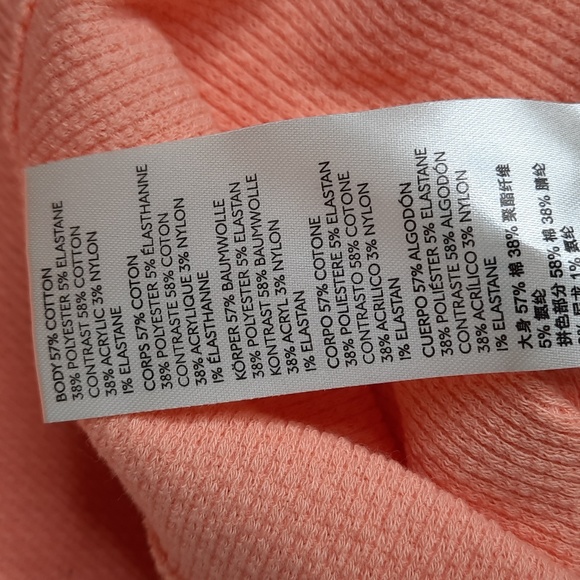 BODY 57% COTTON
38% POLYESTER 5% ELASTANE
CONTRAST 58% COTTON
38% ACRYLIC 3% NYLON
1% ELASTANE
CORPS 57% COTON
38% POLYESTER 5% ÉLASTHANNE
CONTRASTE 58% COTON
38% ACRYLIQUE 3% NYLON
1% ÉLASTHANNE
KÖRPER 57% BAUMWOLLE
38% POLYESTER 5% ELASTAN
KONTRAST 58% BAUMWOLLE
38% ACRYL 3% NYLON
1% ELASTAN
CORPO 57% COTONE
38% POLIESTERE 5% ELASTAN
CONTRASTO 58% COTONE
38% ACRILICO 3% NYLON
1% ELASTAN
CUERPO 57% ALGODÓN
38% POLIÉSTER 5% ELASTANE
CONTRASTE 58% ALGODÓN
38% ACRÍLICO 3% NYLON
1% ELASTANE
大身 57% 棉 38% 聚酯纤维
5% 氨纶
拼色部分 58% 棉 38% 腈纶
1% 氨纶